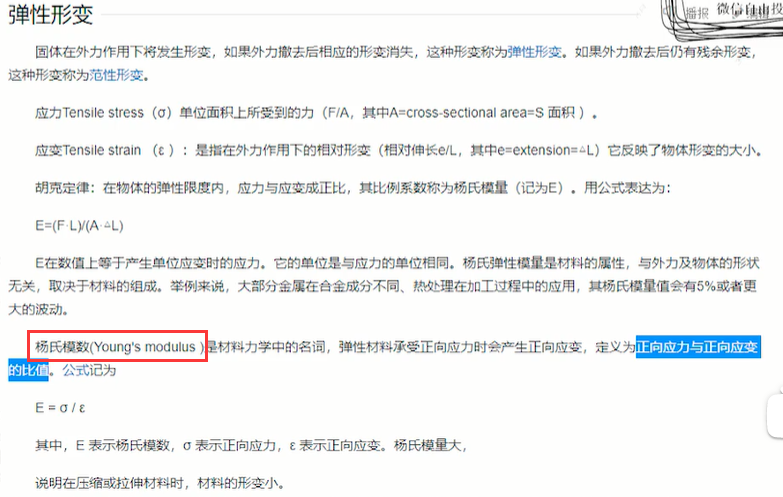 弹性形变
播报
微信自由投
固体在外力作用下将发生形变，如果外力撤去后相应的形变消失，这种形变称为弹性形变。如果外力撤去后仍有残余形变，
这种形变称为范性形变。
应力Tensile stress（σ）单位面积上所受到的力（F/A，其中A=cross-sectional area=S 面积 ）。
应变Tensile strain （ε ）：是指在外力作用下的相对形变（相对伸长e/L，其中e=extension=△L）它反映了物体形变的大小。
胡克定律：在物体的弹性限度内，应力与应变成正比，其比例系数称为杨氏模量（记为E）。用公式表达为：
E=(F·L)/(A·△L)
E在数值上等于产生单位应变时的应力。它的单位是与应力的单位相同。杨氏弹性模量是材料的属性，与外力及物体的形状
无关，取决于材料的组成。举例来说，大部分金属在合金成分不同、热处理在加工过程中的应用，其杨氏模量值会有5%或者更
大的波动。
杨氏模数(Young's modulus )是材料力学中的名词，弹性材料承受正向应力时会产生正向应变，定义为正向应力与正向应变
的比值。公式记为
E = σ / ε
其中，E 表示杨氏模数，σ 表示正向应力，ε 表示正向应变。杨氏模量大，
说明在压缩或拉伸材料时，材料的形变小。